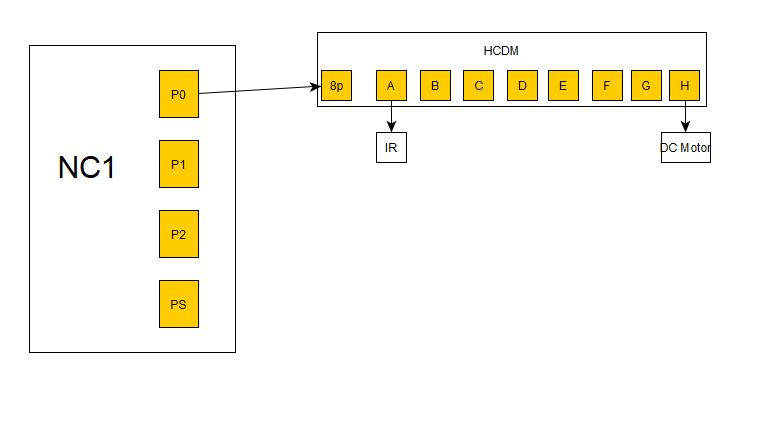 HCDM
8p A B C D E F G H
P0
NC1
P1
IR
DC Motor
P2
PS